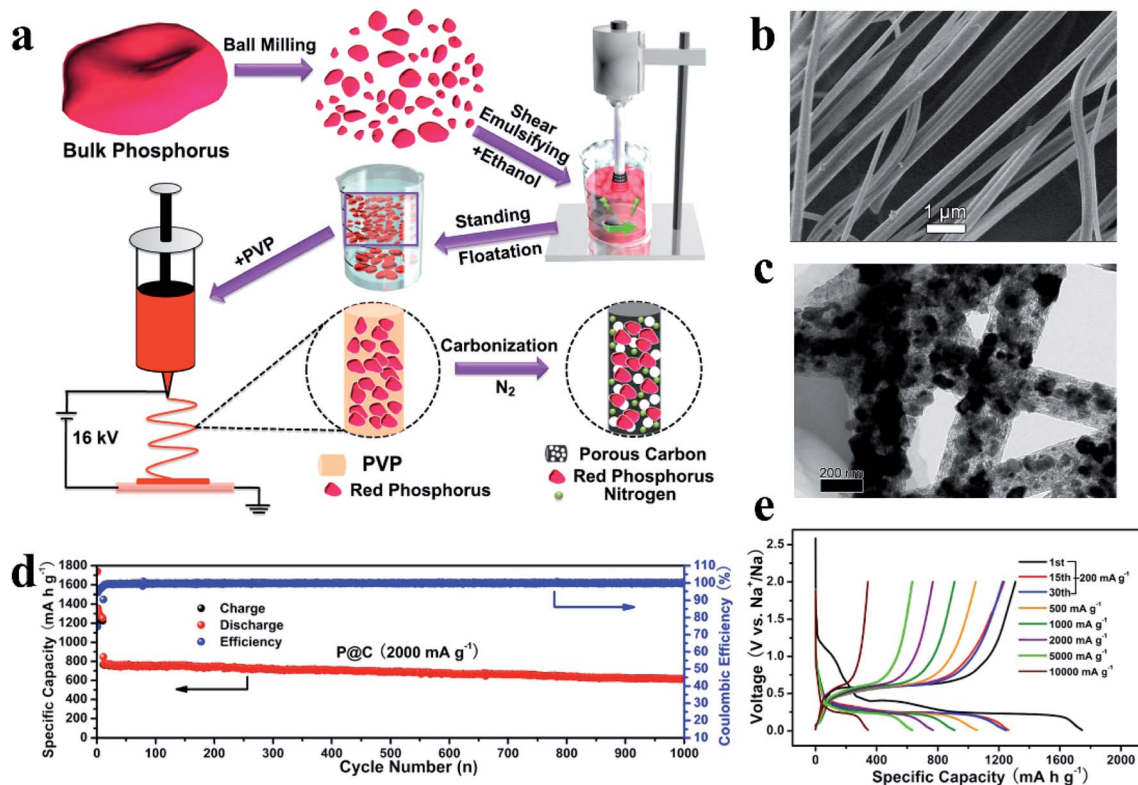 a
Bulk Phosphorus
Ball Milling
Shear
Emulsifying
+Ethanol
Standing
Floatation
+PVP
16 kV
Carbonization
N2
PVP
Red Phosphorus
Porous Carbon
Red Phosphorus
Nitrogen
b
1 μm
c
200 nm
d
Specific Capacity (mA h g-1)
1800
1600
1400
1200
1000
800
600
400
200
0
Charge
Discharge
Efficiency
P@C (2000 mA g-1)
0 100 200 300 400 500 600 700 800 900 1000
Cycle Number (n)
110
100
90
80
70
60
50
40
30
20
10
Coulombic Efficiency (%)
e
Voltage (V vs. Na+/Na)
2.5
2.0
1.5
1.0
0.5
0.0
1st
15th
30th
200 mA g-1
500 mA g-1
1000 mA g-1
2000 mA g-1
5000 mA g-1
10000 mA g-1
0 400 800 1200 1600 2000
Specific Capacity (mA h g-1)